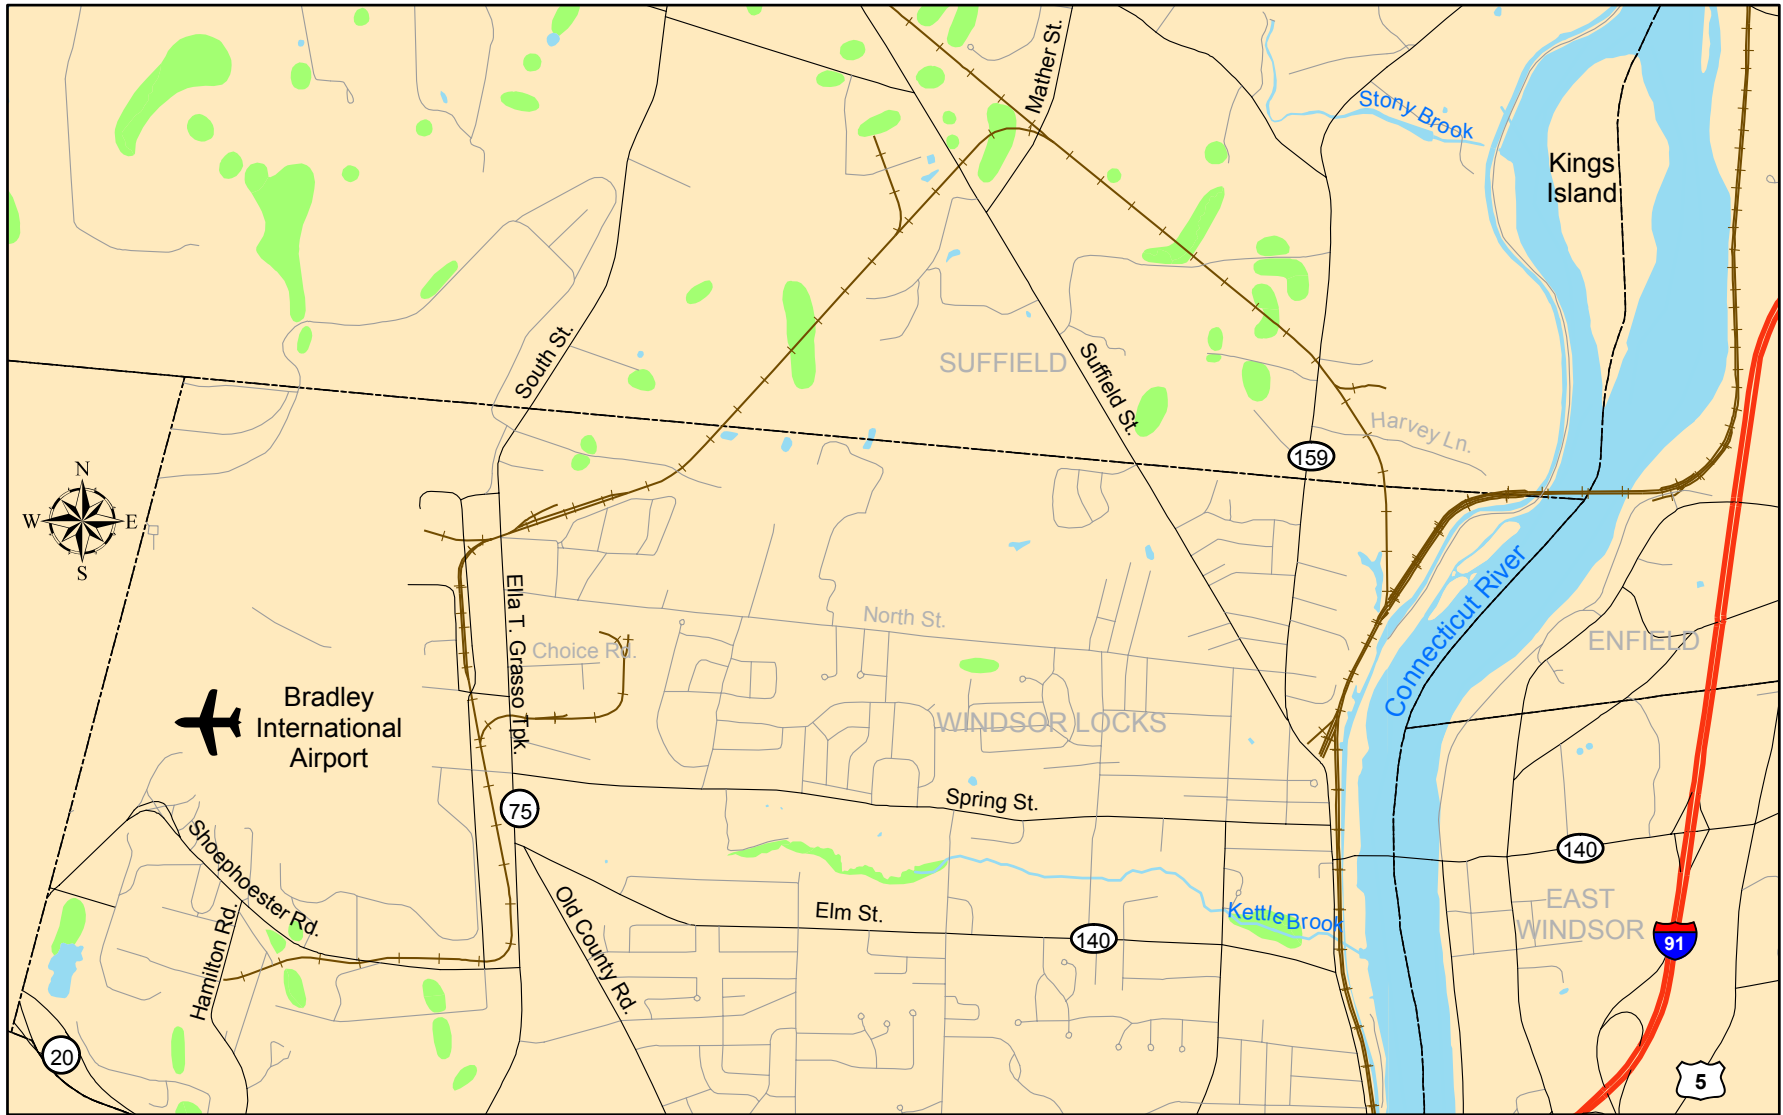 Mather St.
Stony Brook
Kings
Island
South St.
SUFFIELD
Suffield St.
Harvey Ln.
159
N
W
E
S
Connecticut River
Ella T. Grasso Tpk.
North St.
Choice Rd.
ENFIELD
Bradley
International
Airport
WINDSOR LOCKS
75
Spring St.
Shoephoester Rd.
140
Old County Rd.
Elm St.
Kettle Brook
EAST
WINDSOR
Hamilton Rd.
140
91
20
5